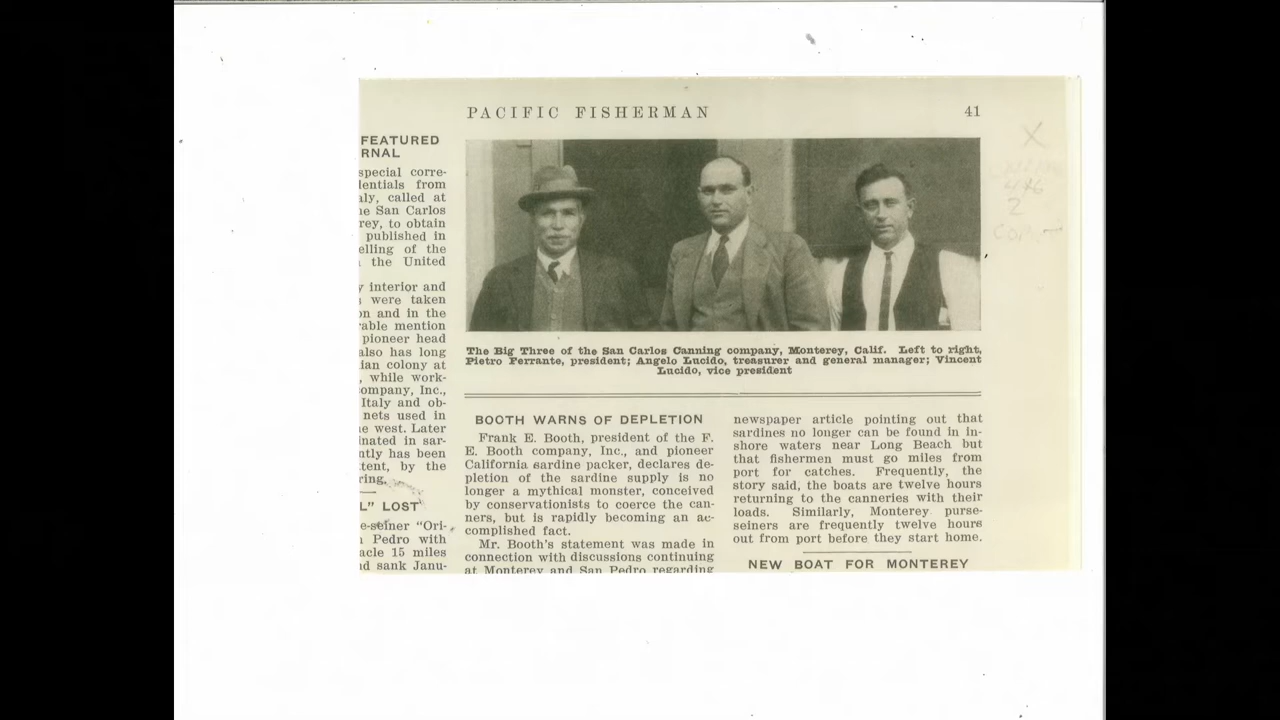 PACIFIC FISHERMAN 41
FEATURED
RNAL
special corre-
dentials from
aly, called at
he San Carlos
rey, to obtain
published in
elling of the
the United
y interior and
s were taken
on and in the
rable mention
pioneer head
also has long
ian colony at
, while work-
ompany, Inc.,
Italy and ob-
nets used in
e west. Later
inated in sar-
ntly has been
tent, by the
ring.
L" LOST
e-seiner "Ori-
Pedro with
acle 15 miles
nd sank Janu-
The Big Three of the San Carlos Canning company, Monterey, Calif. Left to right,
Pietro Ferrante, president; Angelo Lucido, treasurer and general manager; Vincent
Lucido, vice president
BOOTH WARNS OF DEPLETION
Frank E. Booth, president of the F.
E. Booth company, Inc., and pioneer
California sardine packer, declares de-
pletion of the sardine supply is no
longer a mythical monster, conceived
by conservationists to coerce the can-
ners, but is rapidly becoming an ac-
complished fact.
Mr. Booth's statement was made in
connection with discussions continuing
at Monterey and San Pedro regarding
newspaper article pointing out that
sardines no longer can be found in in-
shore waters near Long Beach but
that fishermen must go miles from
port for catches. Frequently, the
story said, the boats are twelve hours
returning to the canneries with their
loads. Similarly, Monterey purse-
seiners are frequently twelve hours
out from port before they start home.
NEW BOAT FOR MONTEREY
X
2